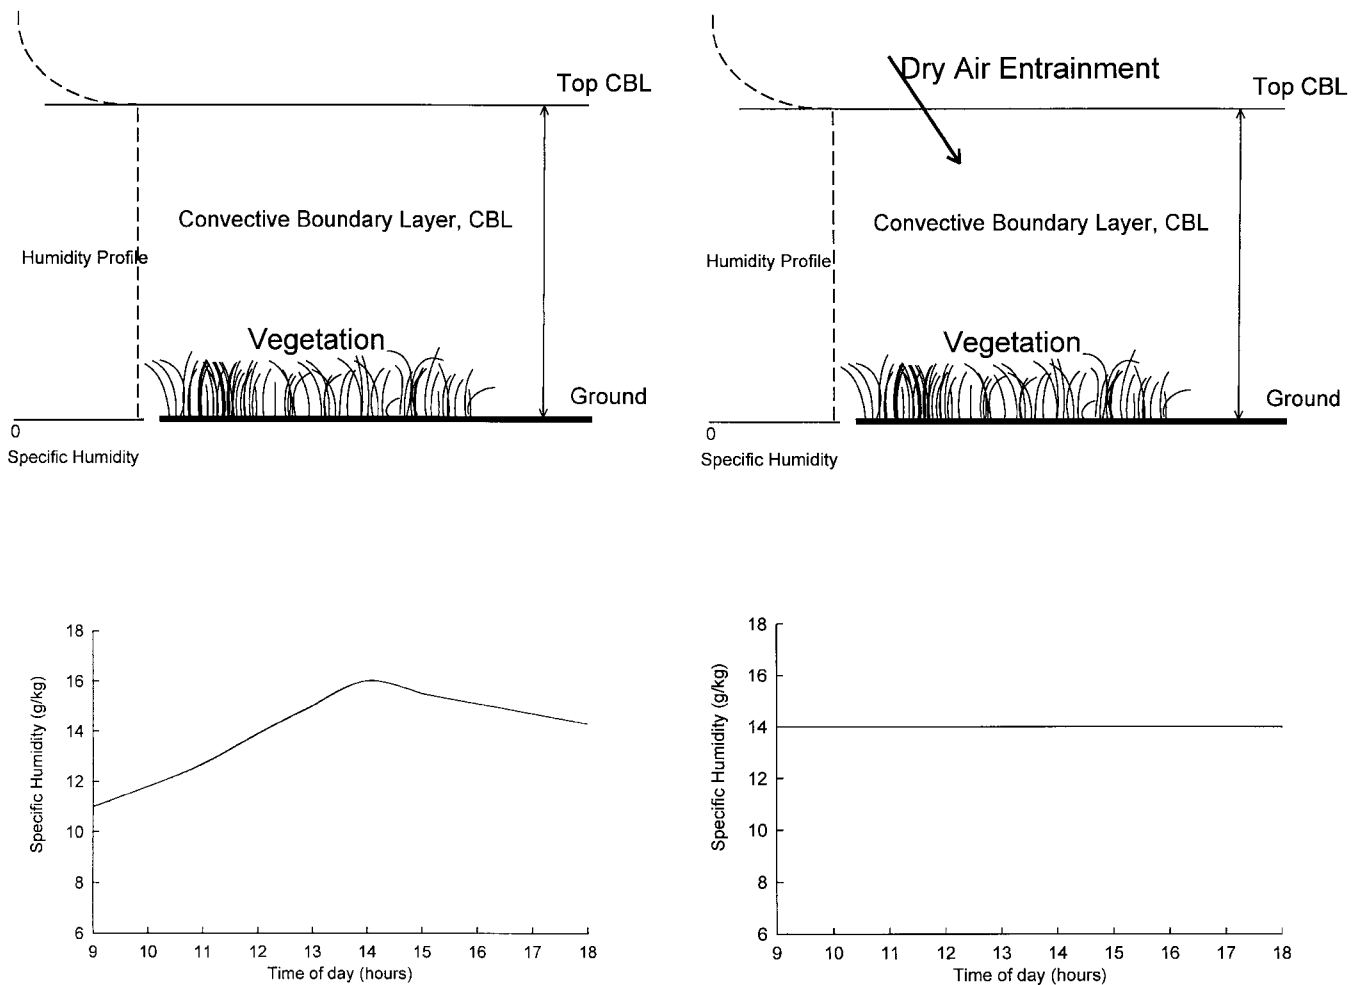 Top CBL
Convective Boundary Layer, CBL
Humidity Profile
Vegetation
Ground
0
Specific Humidity
Dry Air Entrainment
Top CBL
Convective Boundary Layer, CBL
Humidity Profile
Vegetation
Ground
0
Specific Humidity
Specific Humidity (g/kg)
18
16
14
12
10
8
6
9 10 11 12 13 14 15 16 17 18
Time of day (hours)
Specific Humidity (g/kg)
18
16
14
12
10
8
6
9 10 11 12 13 14 15 16 17 18
Time of day (hours)